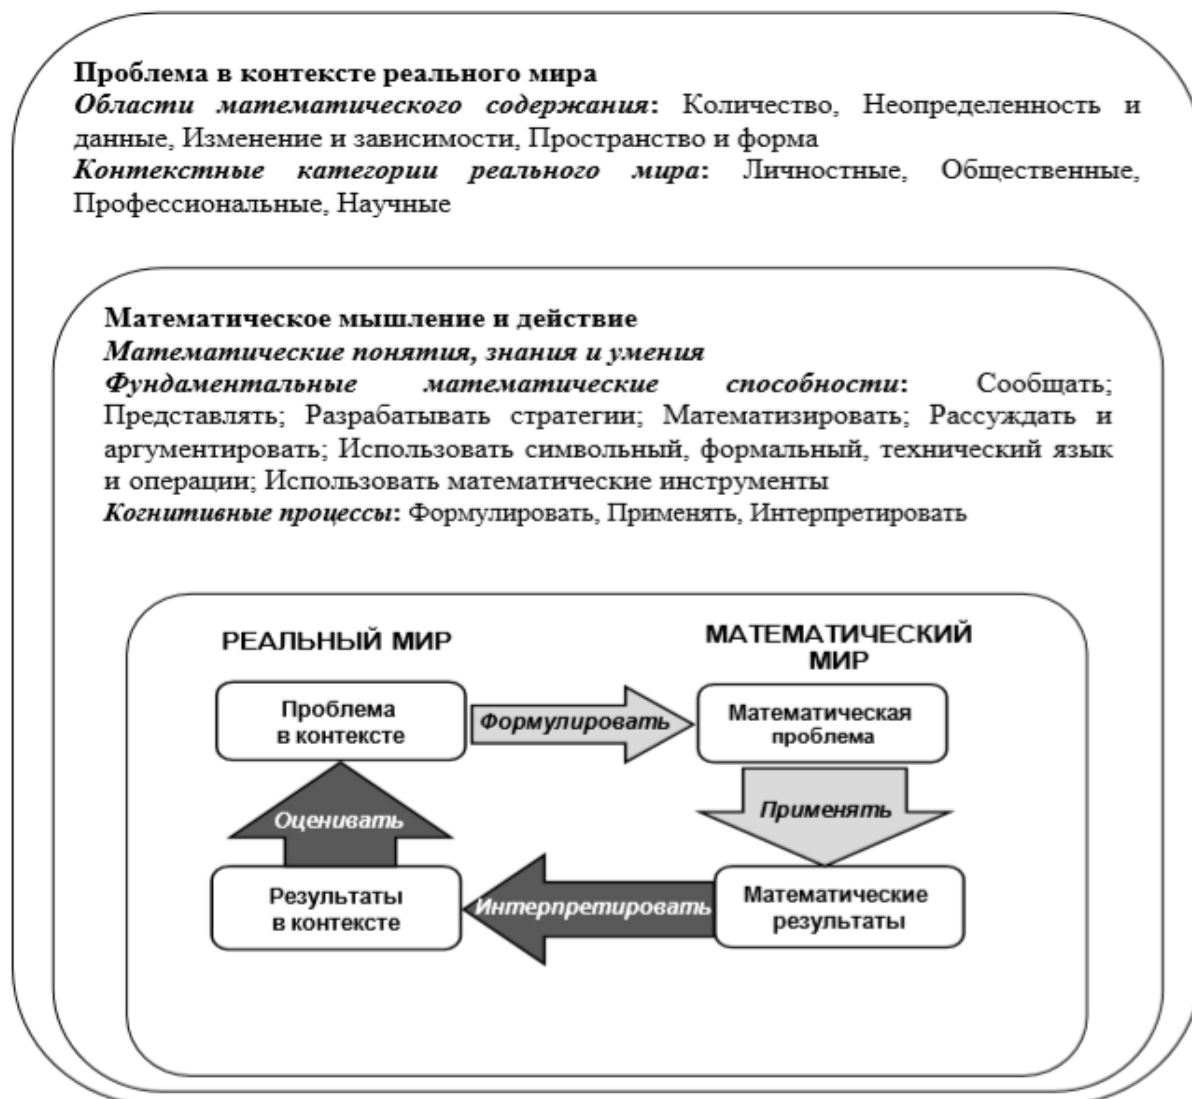 Проблема в контексте реального мира
Области математического содержания: Количество, Неопределенность и
данные, Изменение и зависимости, Пространство и форма
Контекстные категории реального мира: Личностные, Общественные,
Профессиональные, Научные
Математическое мышление и действие
Математические понятия, знания и умения
Фундаментальные математические способности: Сообщать;
Представлять; Разрабатывать стратегии; Математизировать; Рассуждать и
аргументировать; Использовать символьный, формальный, технический язык
и операции; Использовать математические инструменты
Когнитивные процессы: Формулировать, Применять, Интерпретировать
РЕАЛЬНЫЙ МИР
МАТЕМАТИЧЕСКИЙ
МИР
Проблема
в контексте
Формулировать
Математическая
проблема
Оценивать
Применять
Результаты
в контексте
Интерпретировать
Математические
результаты